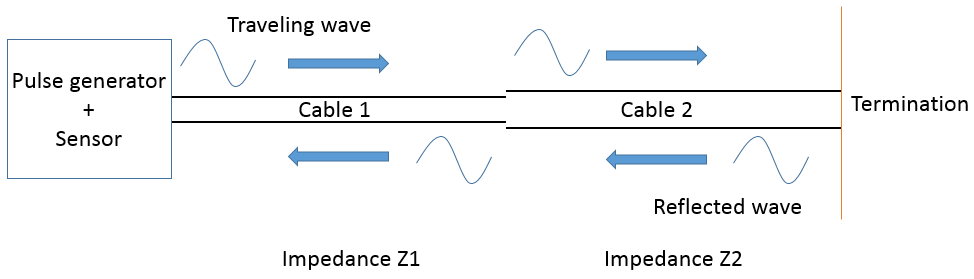 Traveling wave
Pulse generator
+
Sensor
Cable 1
Cable 2
Termination
Reflected wave
Impedance Z1
Impedance Z2